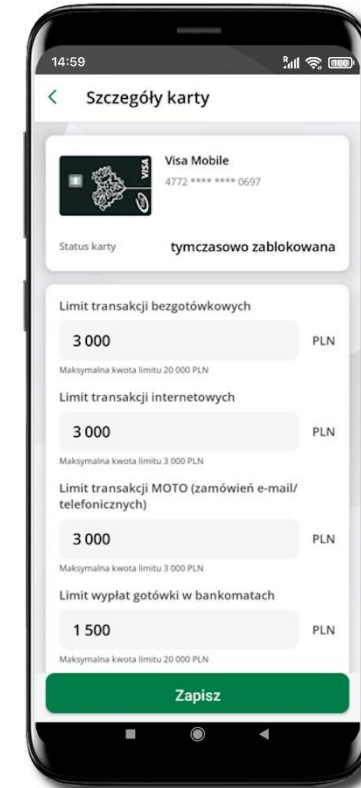 14:59
100
Szczegóły karty
VISA
Visa Mobile
4772 **** **** 0697
Status karty tymczasowo zablokowana
Limit transakcji bezgotówkowych
3 000 PLN
Maksymalna kwota limitu 20 000 PLN
Limit transakcji internetowych
3 000 PLN
Maksymalna kwota limitu 3 000 PLN
Limit transakcji MOTO (zamówień e-mail/
telefonicznych)
3 000 PLN
Maksymalna kwota limitu 3 000 PLN
Limit wypłat gotówki w bankomatach
1 500 PLN
Maksymalna kwota limitu 20 000 PLN
Zapisz